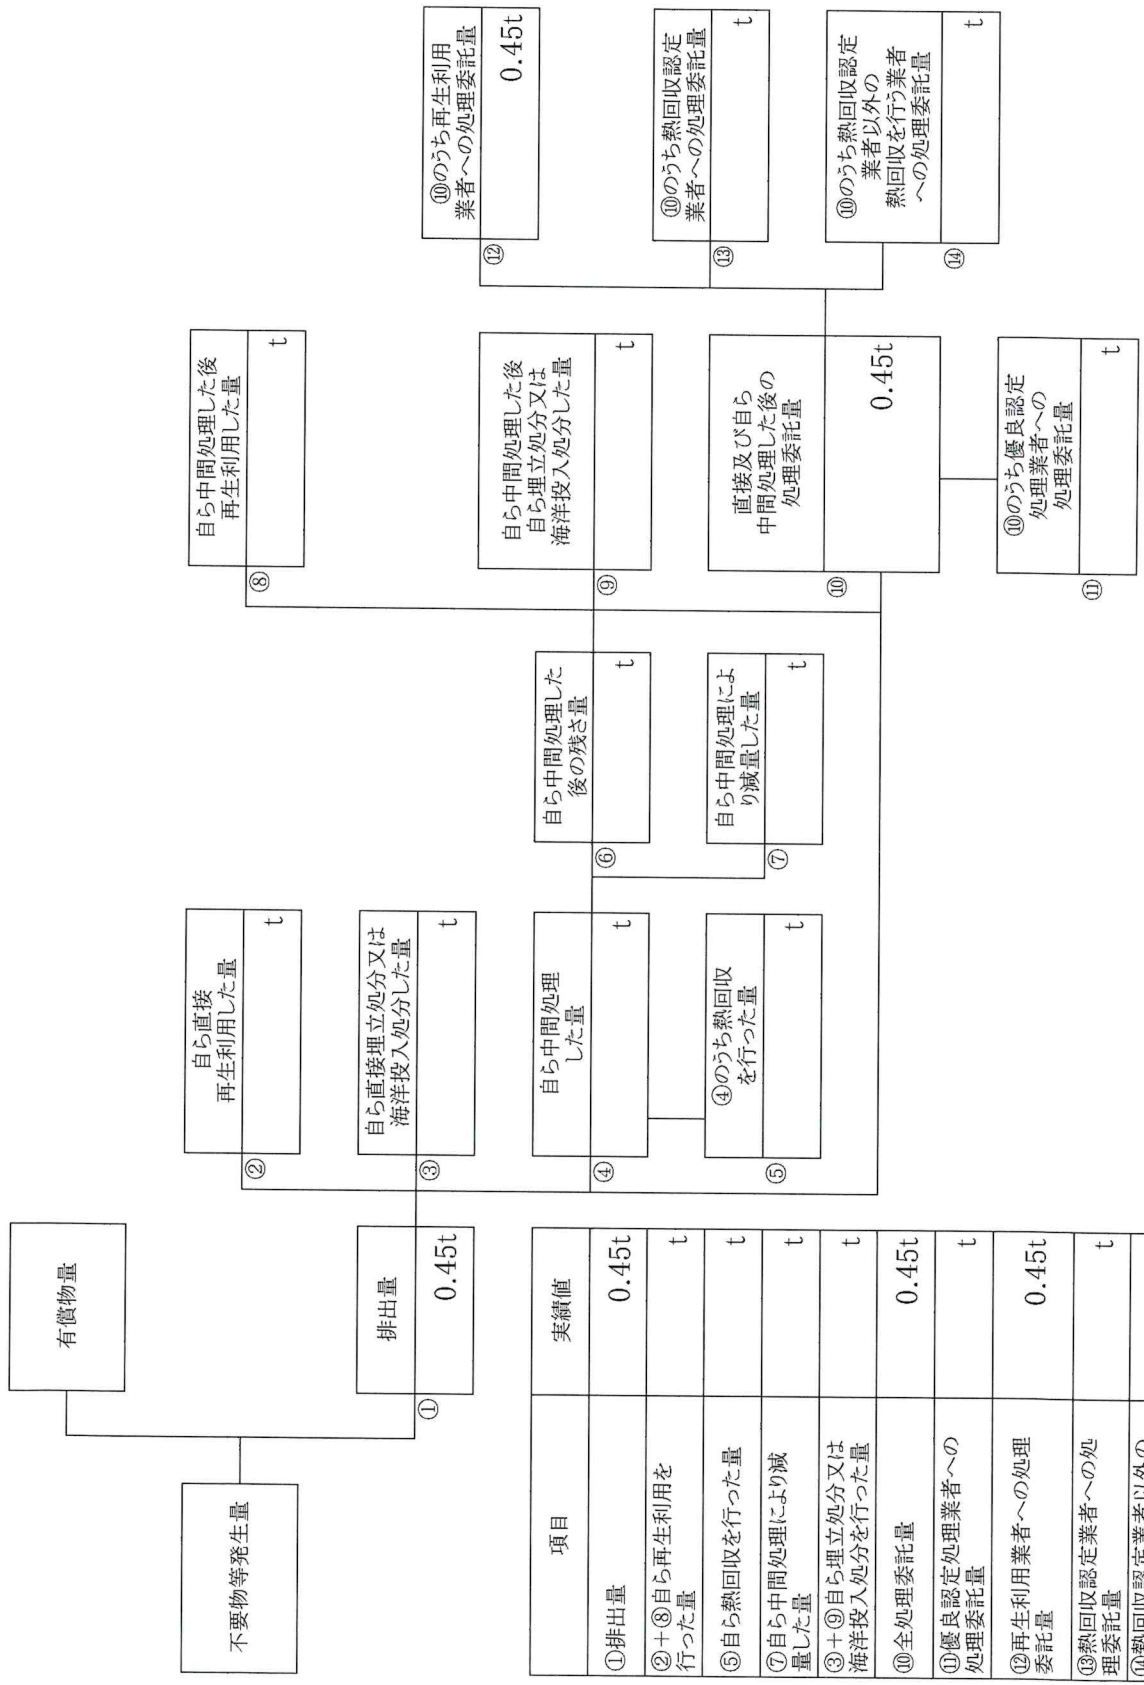 不要物等発生量
有償物量
排出量
①
0.45t
自ら直接
再生利用した量
②
t
自ら直接埋立処分又は
海洋投入処分した量
③
t
自ら中間処理
した量
④
t
④のうち熱回収
を行った量
⑤
t
自ら中間処理した
後の残さ量
⑥
t
自ら中間処理によ
り減量した量
⑦
t
自ら中間処理した後
再生利用した量
⑧
t
自ら中間処理した後
自ら埋立処分又は
海洋投入処分した量
⑨
t
直接及び自ら
中間処理した後の
処理委託量
⑩
0.45t
⑩のうち優良認定
処理業者への
処理委託量
⑪
t
⑩のうち再生利用
業者への処理委託量
⑫
0.45t
⑩のうち熱回収認定
業者への処理委託量
⑬
t
⑩のうち熱回収認定
業者以外の
熱回収を行う業者
への処理委託量
⑭
t
項目 実績値
①排出量 0.45t
②+⑧自ら再生利用を
行った量 t
⑤自ら熱回収を行った量 t
⑦自ら中間処理により減
量した量 t
③+⑨自ら埋立処分又は
海洋投入処分を行った量 t
⑩全処理委託量 0.45t
⑪優良認定処理業者への
処理委託量 t
⑫再生利用業者への処理
委託量 0.45t
⑬熱回収認定業者への処
理委託量 t
⑭熱回収認定業者以外の